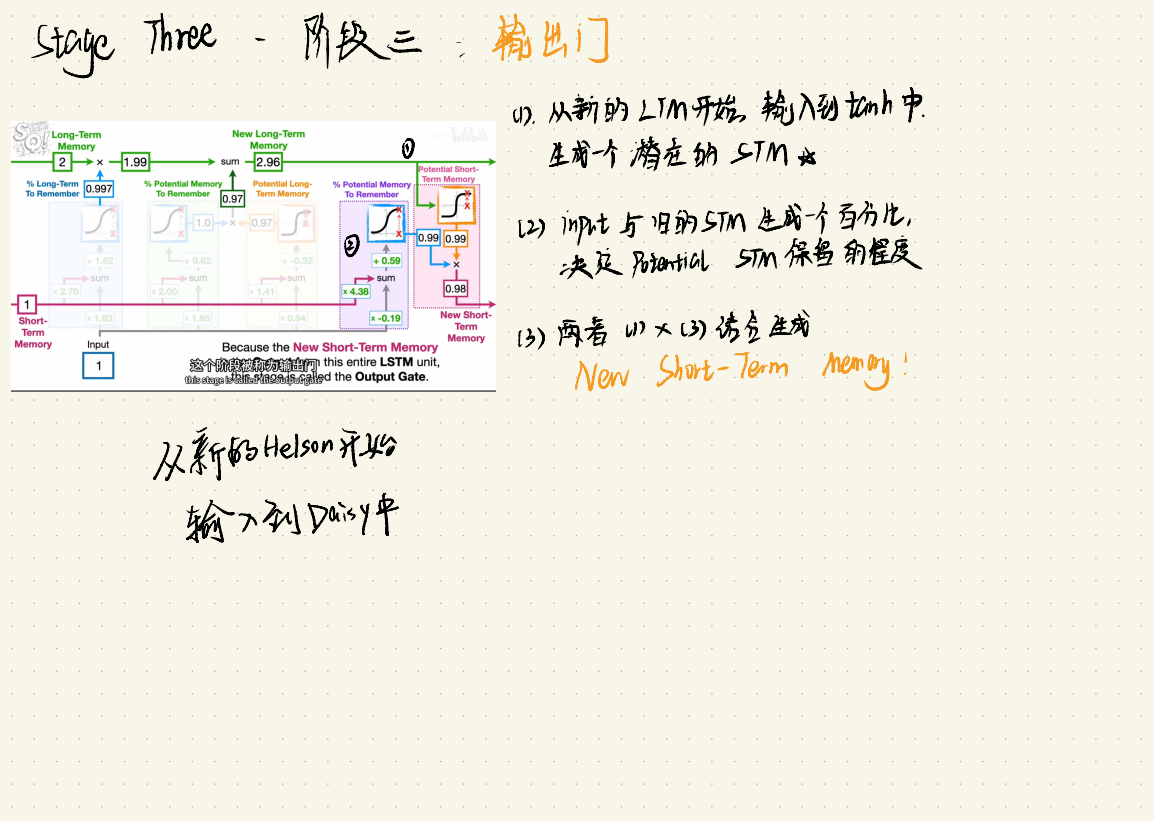 Stage Three - 阶段三 : 输出门
Long-Term
Memory
New Long-Term
Memory
①
2
×
1.99
sum
2.96
Potential Short-
Term Memory
% Long-Term
To Remember
0.997
% Potential Memory
To Remember
0.97
Potential Long-
Term Memory
% Potential Memory
To Remember
1.0
×
0.97
②
0.99
0.99
+ 1.62
+ 0.62
+ -0.32
+ 0.59
×
sum
sum
sum
sum
× 2.70
× 2.00
× 1.41
× 4.38
0.98
1
× 1.63
× 1.65
× 0.94
× -0.19
Short-
Term
Memory
New Short-
Term
Memory
Input
1
Because the New Short-Term Memory
this entire LSTM unit,
这个阶段被称为输出门
this stage is called the output gate
this stage is called the Output Gate.
(1). 从新的 LTM 开始, 输入到 tanh 中.
生成一个 潜在的 STM ☆
(2) input 与 旧的 STM 生成一个百分比,
决定 Potential STM 保留的程度
(3) 两者 (1) × (3) 结合生成
New Short-Term Memory!
从新的Helson开始
输入到Daisy中